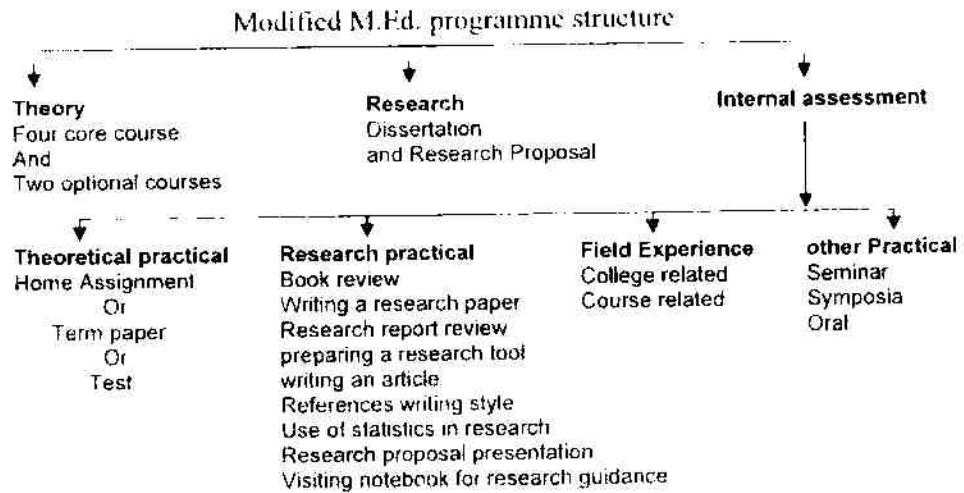 Modified M.Ed. programme structure
Theory
Four core course
And
Two optional courses
Research
Dissertation
and Research Proposal
Internal assessment
Theoretical practical
Home Assignment
Or
Term paper
Or
Test
Research practical
Book review
Writing a research paper
Research report review
preparing a research tool
writing an article
References writing style
Use of statistics in research
Research proposal presentation
Visiting notebook for research guidance
Field Experience
College related
Course related
other Practical
Seminar
Symposia
Oral